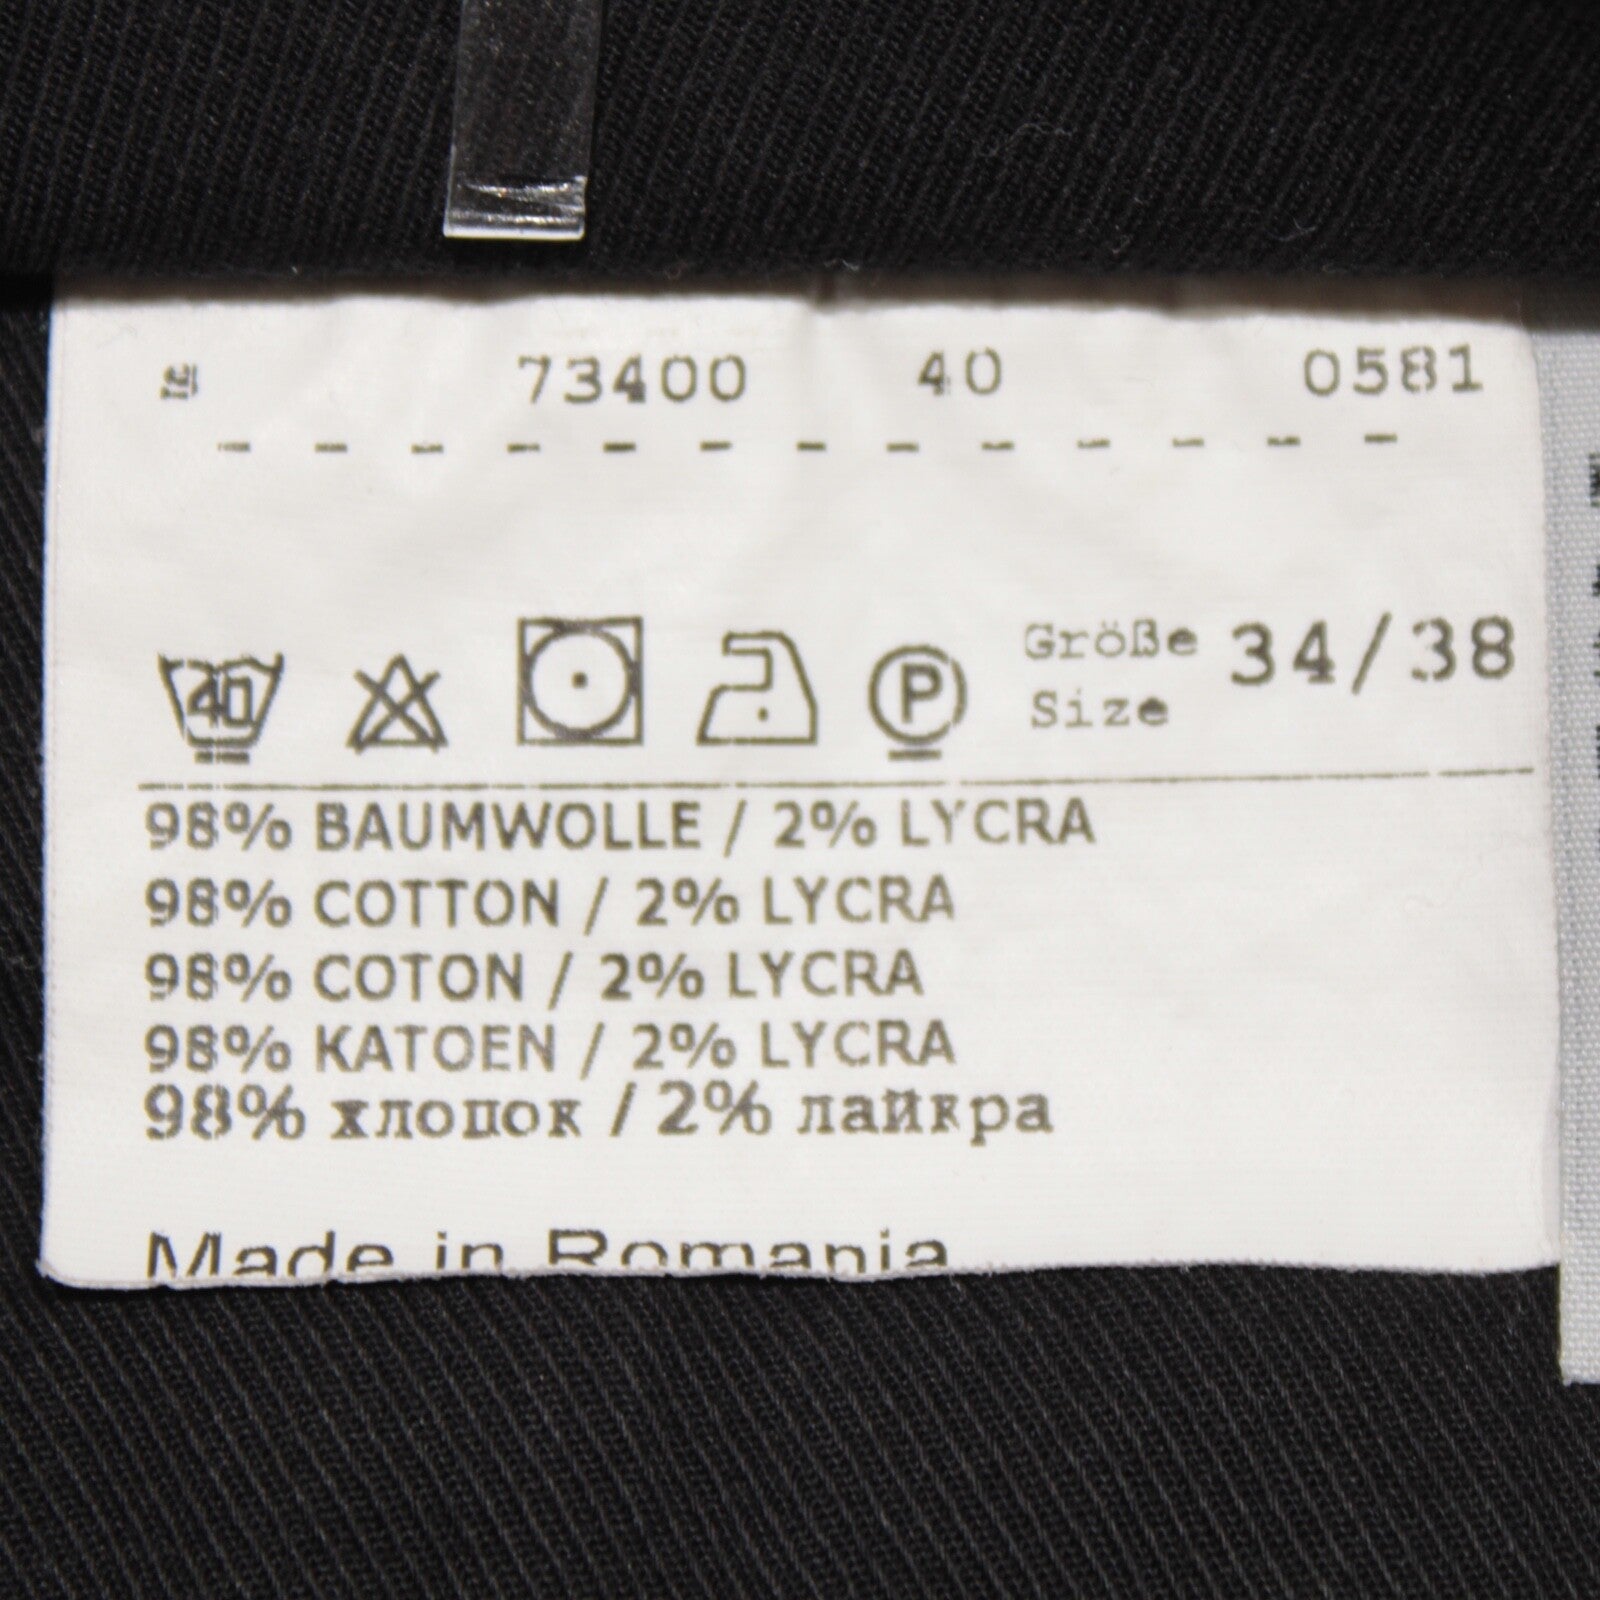 73400 40 0581
- - - - - - - - - - - - -
40 P Größe 34/38
Size
98% BAUMWOLLE / 2% LYCRA
98% COTTON / 2% LYCRA
98% COTON / 2% LYCRA
98% KATOEN / 2% LYCRA
98% хлопок / 2% лайкра
Made in Romania